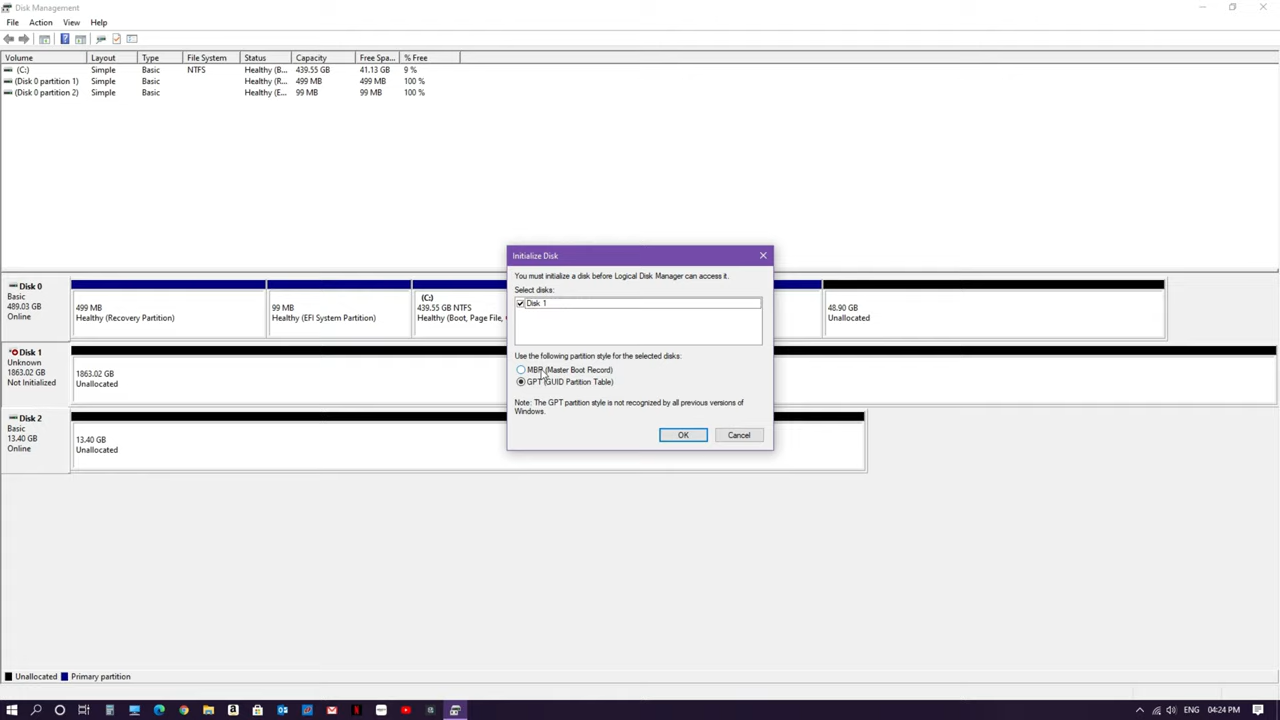 Disk Management
File Action View Help
Volume Layout Type File System Status Capacity Free Spa... % Free
(C:) Simple Basic NTFS Healthy (B... 439.55 GB 41.13 GB 9 %
(Disk 0 partition 1) Simple Basic Healthy (R... 499 MB 499 MB 100 %
(Disk 0 partition 2) Simple Basic Healthy (E... 99 MB 99 MB 100 %
Initialize Disk
You must initialize a disk before Logical Disk Manager can access it.
Select disks:
Disk 1
Use the following partition style for the selected disks:
MBR (Master Boot Record)
GPT (GUID Partition Table)
Note: The GPT partition style is not recognized by all previous versions of
Windows.
OK Cancel
Disk 0
Basic
489.03 GB
Online
499 MB
Healthy (Recovery Partition)
99 MB
Healthy (EFI System Partition)
(C:)
439.55 GB NTFS
Healthy (Boot, Page File,
48.90 GB
Unallocated
Disk 1
Unknown
1863.02 GB
Not Initialized
1863.02 GB
Unallocated
Disk 2
Basic
13.40 GB
Online
13.40 GB
Unallocated
Unallocated Primary partition
ENG 04:24 PM